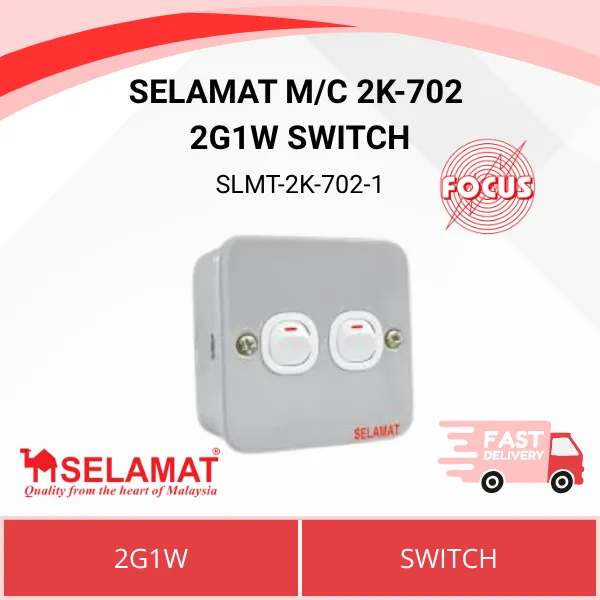 SELAMAT M/C 2K-702
2G1W SWITCH
SLMT-2K-702-1
FOCUS
SELAMAT
SELAMAT
Quality from the heart of Malaysia
FAST
DELIVERY
2G1W
SWITCH